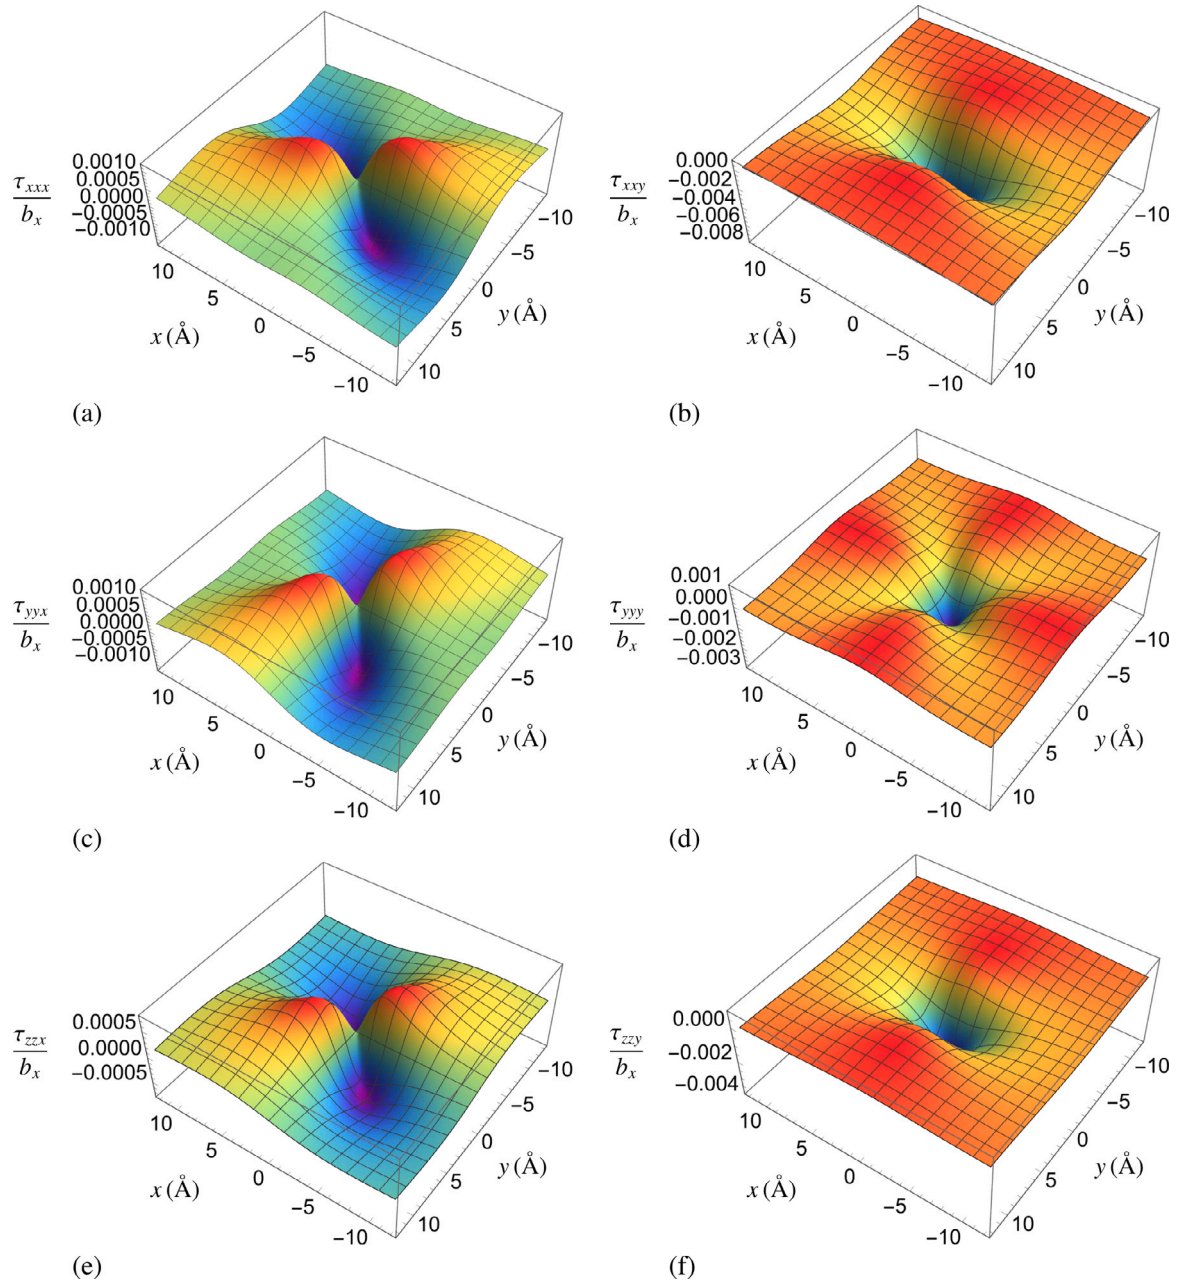 0.0010
0.0005
0.0000
−0.0005
−0.0010
τxxx
bx
10
5
0
−5
−10
x (Å)
−10
−5
0
5
10
y (Å)
(a)
0.000
−0.002
−0.004
−0.006
−0.008
τxxy
bx
10
5
0
−5
−10
x (Å)
−10
−5
0
5
10
y (Å)
(b)
0.0010
0.0005
0.0000
−0.0005
−0.0010
τyyx
bx
10
5
0
−5
−10
x (Å)
−10
−5
0
5
10
y (Å)
(c)
0.001
0.000
−0.001
−0.002
−0.003
τyyy
bx
10
5
0
−5
−10
x (Å)
−10
−5
0
5
10
y (Å)
(d)
0.0005
0.0000
−0.0005
τzzx
bx
10
5
0
−5
−10
x (Å)
−10
−5
0
5
10
y (Å)
(e)
0.000
−0.002
−0.004
τzzy
bx
10
5
0
−5
−10
x (Å)
−10
−5
0
5
10
y (Å)
(f)